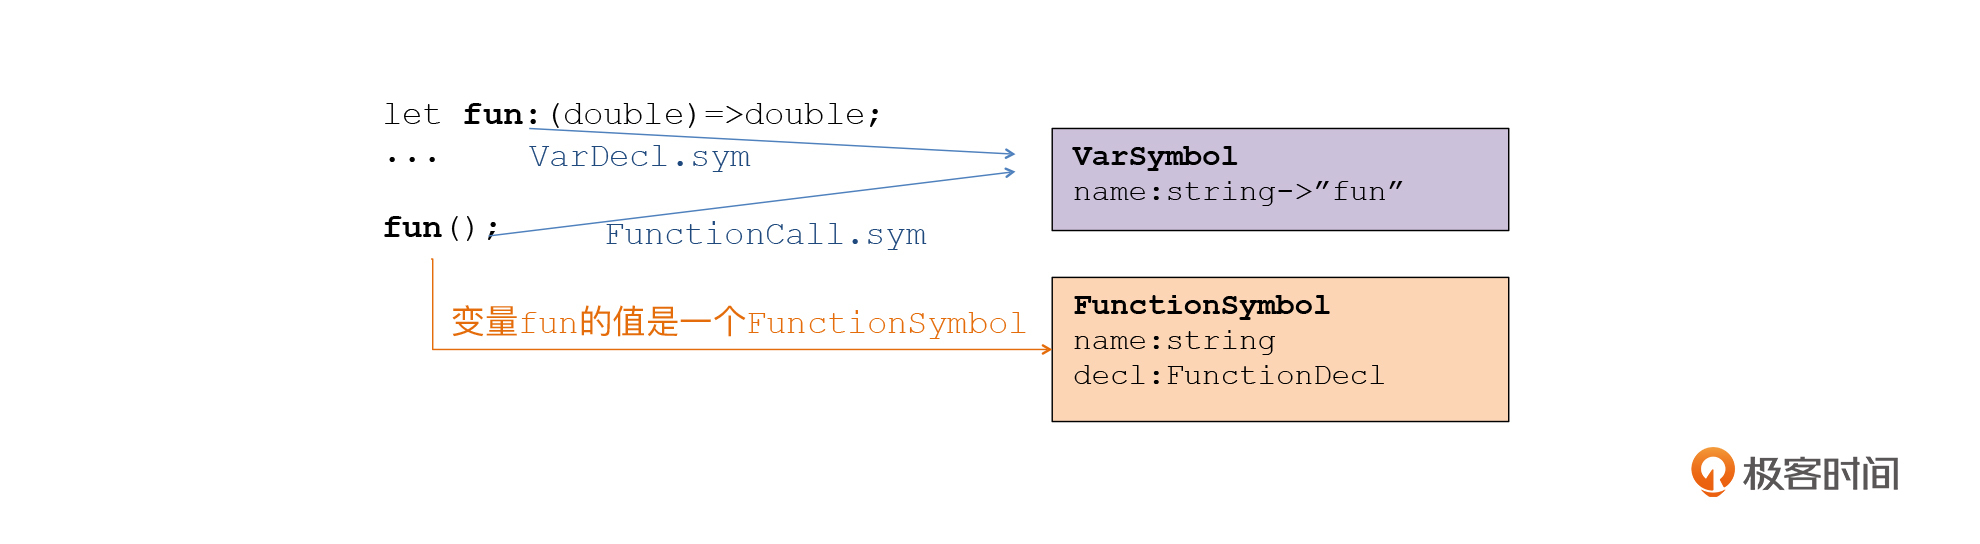 let fun:(double)=>double;
...
VarDecl.sym
fun();
FunctionCall.sym
变量fun的值是一个FunctionSymbol
VarSymbol
name:string->”fun”
FunctionSymbol
name:string
decl:FunctionDecl
极客时间